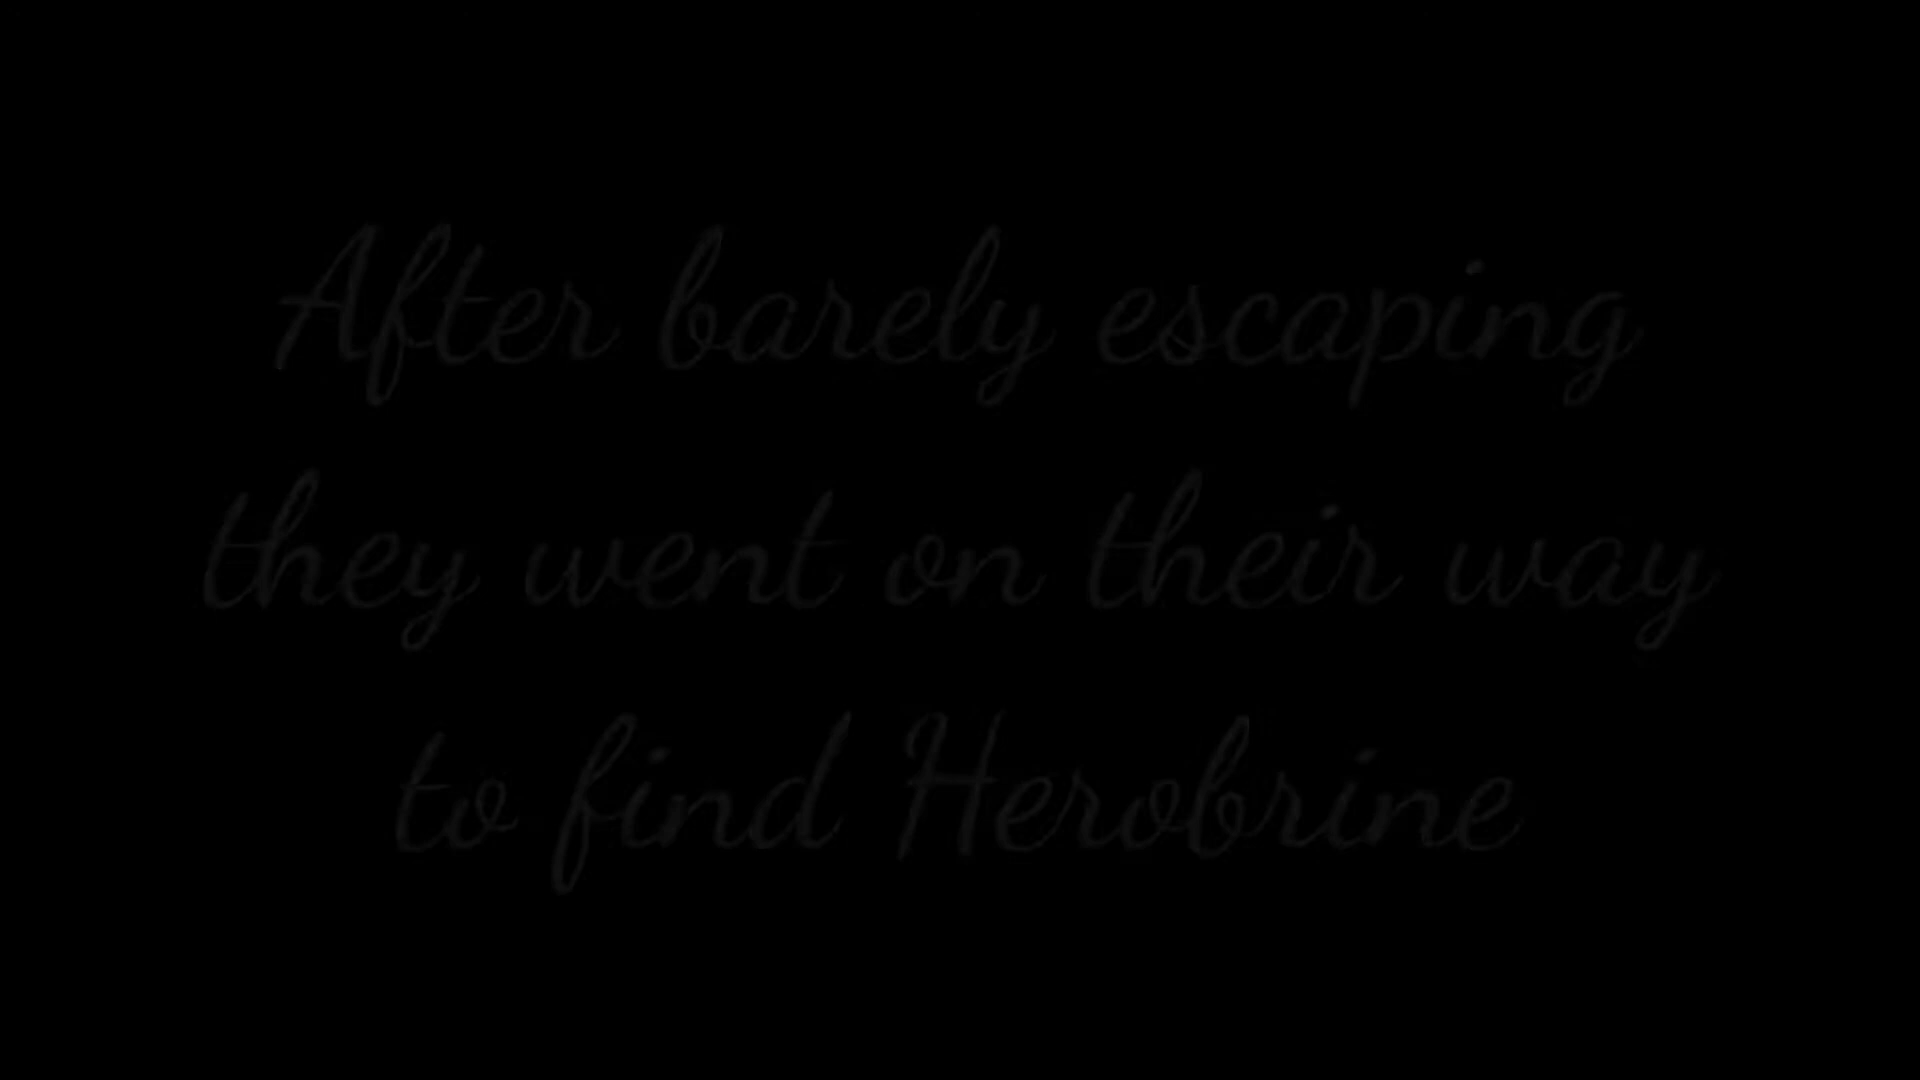 After barely escaping
they went on their way
to find Herobrine